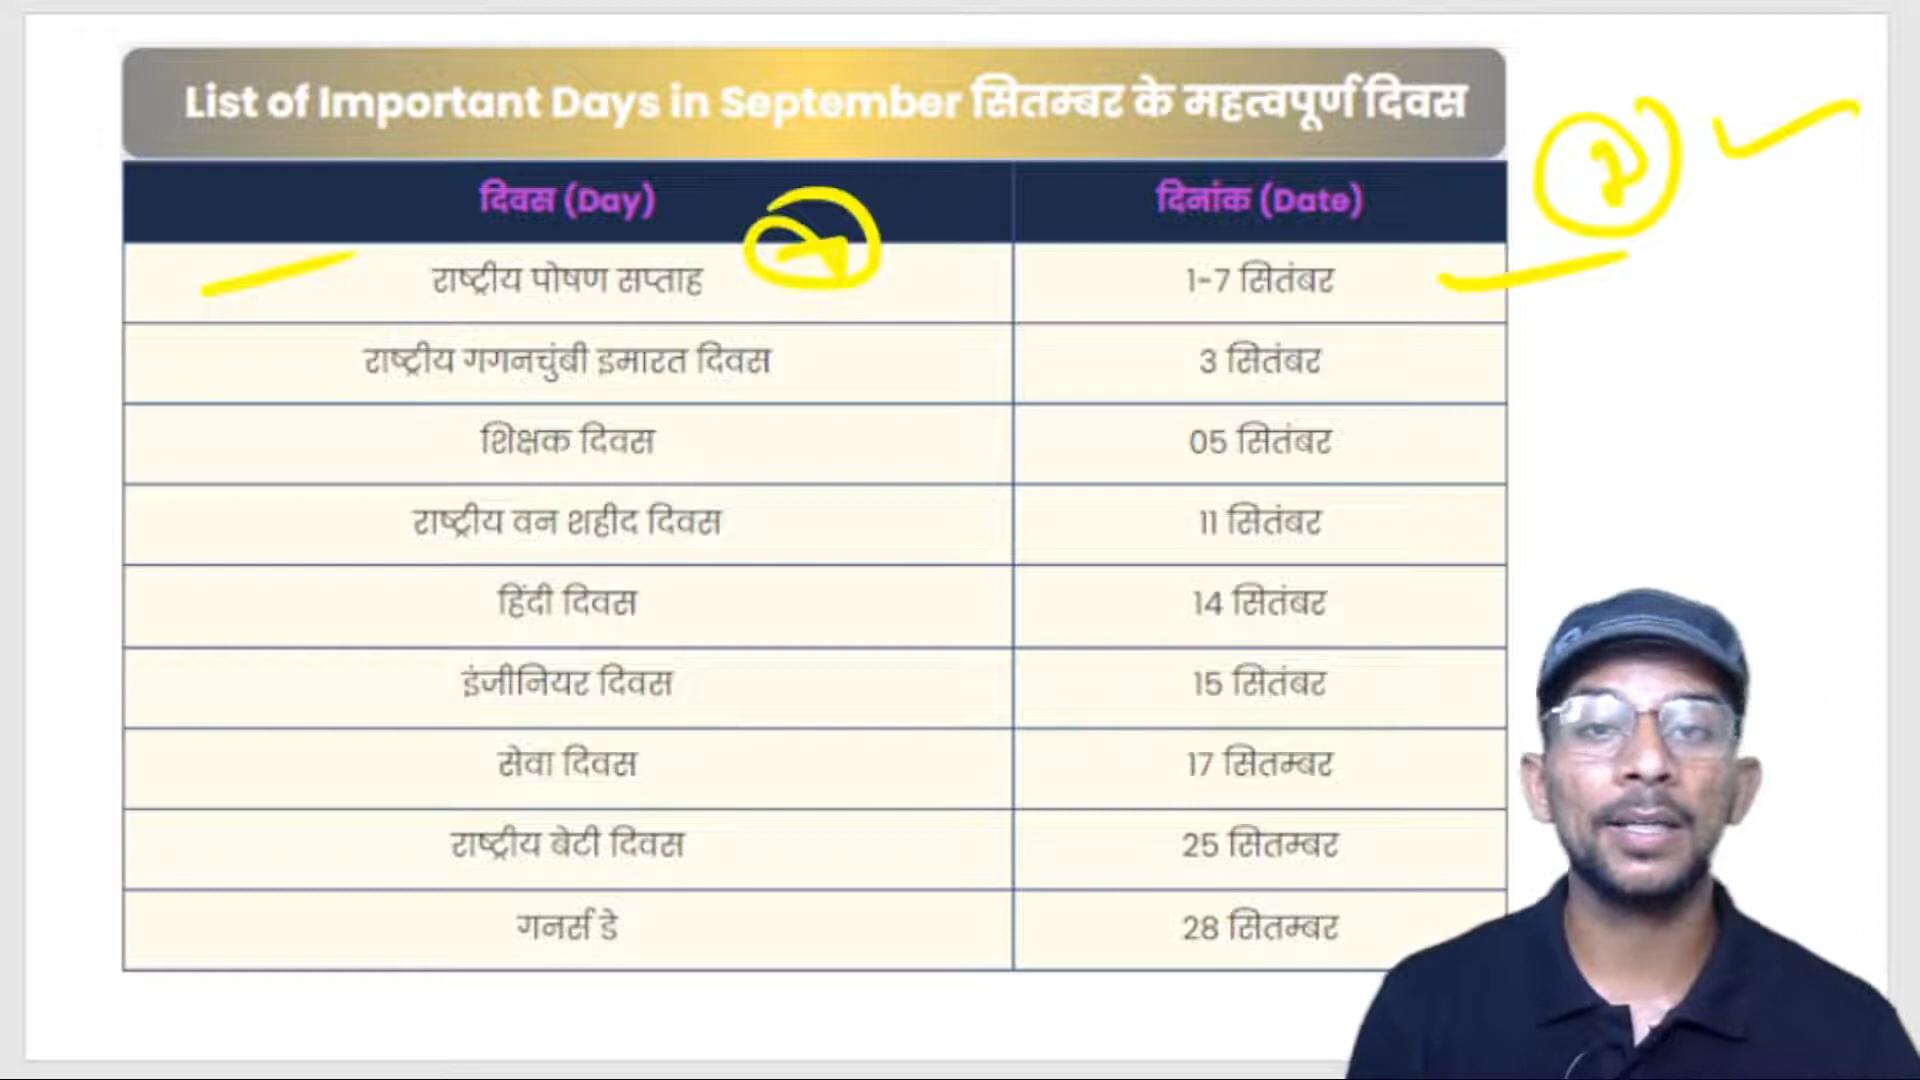 List of Important Days in September सितम्बर के महत्वपूर्ण दिवस
दिवस (Day) दिनांक (Date)
राष्ट्रीय पोषण सप्ताह 1-7 सितंबर
राष्ट्रीय गगनचुंबी इमारत दिवस 3 सितंबर
शिक्षक दिवस 05 सितंबर
राष्ट्रीय वन शहीद दिवस 11 सितंबर
हिंदी दिवस 14 सितंबर
इंजीनियर दिवस 15 सितंबर
सेवा दिवस 17 सितम्बर
राष्ट्रीय बेटी दिवस 25 सितम्बर
गनर्स डे 28 सितम्बर